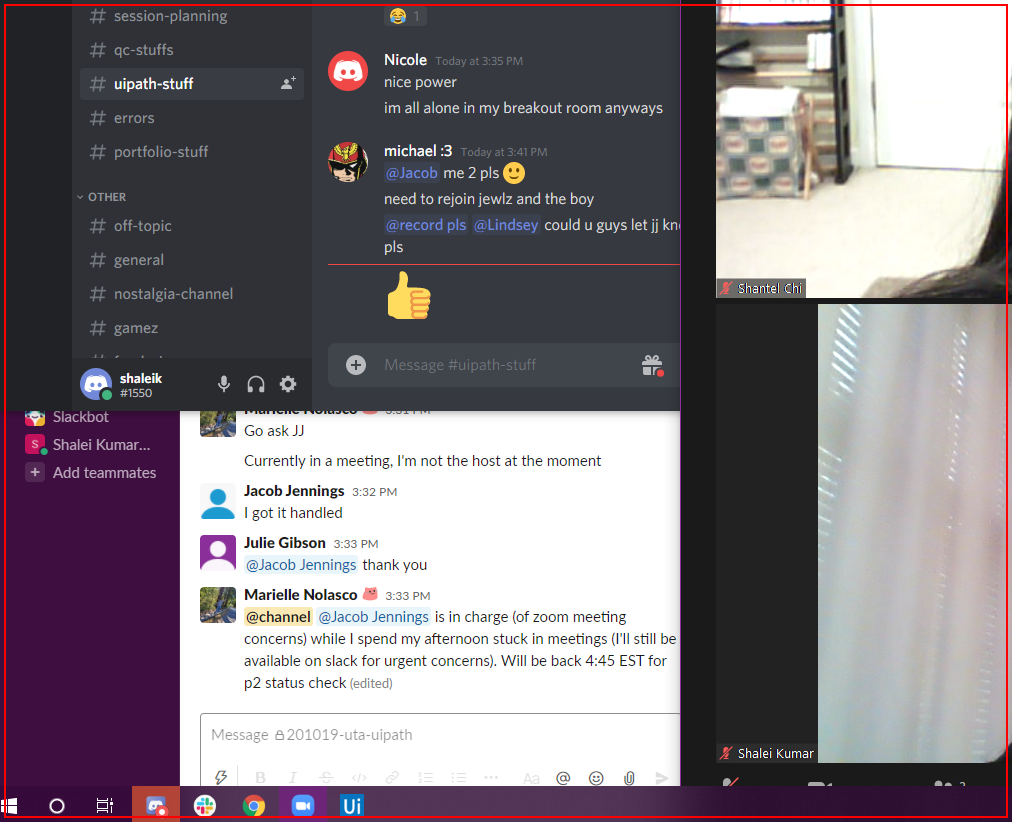 # session-planning
# qc-stuffs
# uipath-stuff
# errors
# portfolio-stuff
OTHER
# off-topic
# general
# nostalgia-channel
# gamez
shaleik
#1550
1
Nicole Today at 3:35 PM
nice power
im all alone in my breakout room anyways
michael :3 Today at 3:41 PM
@Jacob me 2 pls
need to rejoin jewlz and the boy
@record pls @Lindsey could u guys let jj kn
pls
Message #uipath-stuff
Slackbot
S Shalei Kumar...
+ Add teammates
Marielle Nolasco 3:31 PM
Go ask JJ
Currently in a meeting, I'm not the host at the moment
Jacob Jennings 3:32 PM
I got it handled
Julie Gibson 3:33 PM
@Jacob Jennings thank you
Marielle Nolasco 3:33 PM
@channel @Jacob Jennings is in charge (of zoom meeting
concerns) while I spend my afternoon stuck in meetings (I'll still be
available on slack for urgent concerns). Will be back 4:45 EST for
p2 status check (edited)
Message 201019-uta-uipath
B I S </> Aa @
Shantel Chi
Shalei Kumar
Ui